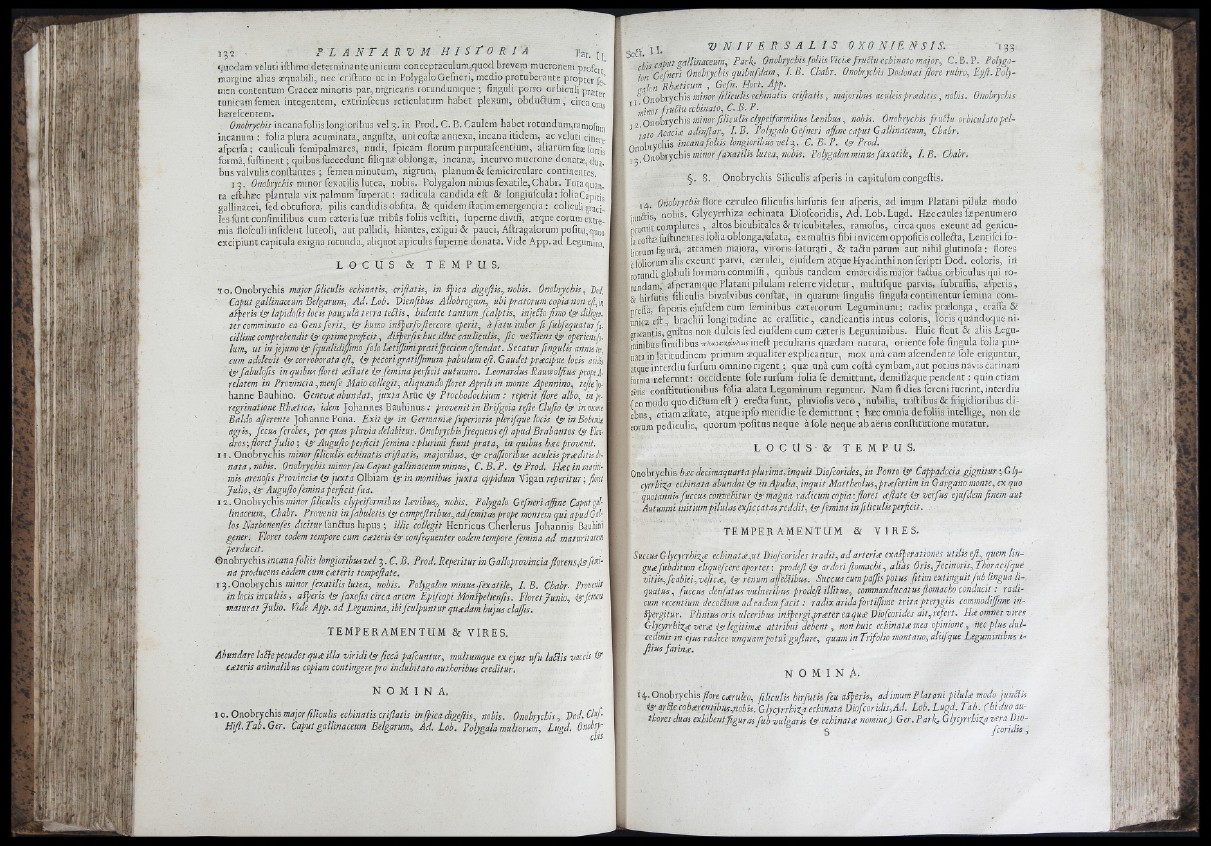 132 PLANTARVM HISTORIA Par. II.
quodam veluti isthmo determinante unicum conceptaculum, quod brevem mucronem profert,
margine alias æquabili, nec cristato ut in Polygalo Gesneri, medio protuberante propter se-
men contentum Craceæ minoris par, nigricans rotundumque; singuli porro orbiculi præter
tunicam semen integentem, extrinsecus reticulatum habet plexum, obductum, circa oras
harescentem.
Onobrychis incana foliis longioribus vel 3. in Prod. C. B. Caulem habet rotundum, ramosum
incanum: folia plura acuminata, angusta, uni costæ annexa, incana itidem, ac veluti cinere
aspersa: cauliculi semipalmares, nudi, spicam florum purpurascentium, aliarum suæ sortis
formâ, sustinent; quibus succedunt siliquæ oblongæ, incanæ, incurvo mucrone donatæ, dua-
bus valvulis constantes; semen minutum, nigrum, planum & semicirculare continentes.
13. Onobrychis minor sexatilis lutea, nobis. Polygalon minus sexatile, Chabr. Tota quan-
ta est hæc plantula vix palmum superat: radicula candida est & longiuscula: folia Capitis
gallinacei, sed obtusiora, pilis candidis obsita, & quidem statim emergentia: coliculi graci-
les sunt consimilibus cum cæteris suæ tribûs foliis vestiti, superne divisi, atque eorum extre-
mis flosculi insident luteoli, aut pallidi, hiantes, exigui & pauci, Astragalorum positu, quos
excipiunt capitula exigua rotunda, aliquot apiculis superne donata. Vide App. ad Legumina.
LOCUS & TEMPUS.
10. Onobrychis major siliculis echinatis, cristatis, in spica digestis, nobis. Onobrychis, Dod.
Caput gallinaceum Belgarum, Ad. Lob. Diensibus Allobrogum, ubi pratorum copia non est, in
asperis & lapidosis locis pauxula terra tectis, bidente tantum scalptis, injecto fimo & dilige-
ter comminuto ea Gens serit, & humo inspersostercore operit, à satu imber si subsequatur fa-
cillime comprehendit & optime proficit, dispersis huc illuc cauliculis, sic vestiens & operiens so-
lum, ut in jejuno & squalidissimo solo lætissimi prati speciem ostendat. Secatur singulis annis ter,
cum adolevit & corroborata est, & pecori gratissimum pabulum est. Gaudet præcipue locis aridis
& sabulosis in quibus floret æstate & semina perficit autumno. Leonardus Rauwolfius prope A-
relatem in Provincia, mense Maio collegit, aliquando floret Aprili in monte Apennino, teste Jo-
hanne Bauhino. Genevæ abundat, juxta Arue & Ptochodochium: reperit flore albo, in p-
regrinatione Rhætica, idem Johannes Bauhinus: provenit in Brisgoia teste Clusio & in monte
Baldo asserente Johanne Pona. Exit & in Germaniæ superioris plerisque locis & in Bohemiæ
agris, secus scrobes, per quas pluvia delabitur. Onobrychis frequens est apud Brabantos & Flan-
dros; floret Julio; & Augusto perficit semina: plurimi fiunt prata, in quibus hæc provenit.
11. Onobrychis minor siliculis echinatis cristatis, majoribus, & crassioribus aculeis præditis do-
nata, nobis. Onobrychis minor seu Caput gallinaceum minus, C. B. P. & Prod. Hæc in maxi-
mis arenosis Provinciæ & juxta Olbiam & in montibus juxta oppidum Vigan reperitur; floret
Julio, & Augusto semina perficit sua.
12. Onobrychis minor siliculis clypeiformibus lævibus, nobis. Polygalo Gesneri affine Caput gal-
linaceum, Chabr. Provenit in sabuletis & campestribus, ad semitas prope montem qui apud Gal-
los Narbonenses dicitur sanctus lupus; illic collegit Henricus Cherlerus Johannis Bauhini
gener. Floret eodem tempore cum cæteris & consequenter eodem tempore semina ad maturitatem
perducit.
Onobrychis incana foliis longioribus vel 3. C. B. Prod. Reperitur in Galloprovincia florens, & semi-
na producens eâdem cum cæteris tempestate.
13. Onobrychis minor sexatilis lutea, nobis. Polygalon minus sexatile, I. B. Chabr. Provenit
in locis incultis, asperis & saxosis circa arcem Episcopi Monspeliensis. Floret Junio, & semen
maturat Julio. Vide App. ad Legumina, ibi sculpuntur quædam hujus classis.
TEMPERAMENTUM & VIRES.
Abundare lacte pecudes quæ illa viridi & siccâ pascuntur, multumque ex ejus usu lactis vaccis &
cæteris animalibus copiam contingere pro indubitato authoribus creditur.
NOMINA.
10. Onobrychis major siliculis echinatis cristatis in spica digestis, nobis. Onobrychis, Dod. Clus.
Hist. Tab. Ger. Caput gallinaceum Belgarum, Ad. Lob. Polygala multorum, Lugd. Onobry-
chis
Sect. II. VNIVERSALIS OXONIENSIS. 133
chis caput gallinaceum, Park. Onobrychis foliis Viciæ fructu echinato major, C. B. P. Polyga-
lon Gesneri Onobrychis quibusdam, I. B. Chabr. Onobrychis Dodonæi flore rubro, Eyst. Poly-
galon Rhæticum, Gesn. Hort. App.
11. Onobrychis minor siliculis echinatis cristatis, majoribus aculeis præditis, nobis. Onobrychis
minor fructu echinato, C. B. P.
12. Onobrychis minor siliculis clypeiformibus lævibus, nobis. Onobrychis fructu orbiculato pel-
tato Acaciæ adinstar, I. B. Polygalo Gesneri affine caput Gallinaceum, Chabr.
Onobrychis incana foliis longioribus vel 3. C. B. P. & Prod.
13. Onobrychis minor saxatilis lutea, nobis. Polygalon minus saxatile, I. B. Chabr.
§. 8. Onobrychis Siliculis asperis in capitulum congestis.
14. Onobrychis flore cæruleo siliculis hirsutis seu asperis, ad imum Platani pilulæ modo
junctis, nobis. Glycyrrhiza echinata Dioscoridis, Ad. Lob. Lugd. Hæc caules sæpenumero
promit complures, altos bicubitales & tricubitales, ramosos, circa quos exeunt ad genicu-
la costæ sustinentes folia oblonga, alata, ex multis sibi invicem oppositis collecta, Lentisci fo-
liorum figurâ, attamen majora, viroris saturati, & tactu parum aut nihil glutinosa: flores
è foliorum alis exeunt parvi, cærulei, ejusdem atque Hyacinthi non scripti Dod. coloris, in
rotundi globuli formam commissi, quibus tandem emarcidis major factus orbiculus qui ro-
tundam, asperamque Platani pilulam referre videtur, multisque parvis, subrussis, asperis,
& hirsutis siliculis bivalvibus constat, in quarum singulis singula continentur semina com-
pressa, saporis ejusdem cum seminibus cæterorum Leguminum: radix prælonga, crassa &
unica est, brachii longitudine ac crassitie, candicantis intus coloris, foris quandoque ni-
gricantis, gustus non dulcis sed ejusdem cum cæteris Leguminibus. Huic sicut & aliis Legu-
minibus similibus inest peculiaris quædam natura, oriente sole singula folia pin-
nata in latitudinem primum æqualiter explicantur, mox unà cum ascendente sole eriguntur,
atque interdiu sursum omnino rigent; quæ unà cum costâ cymbam, aut potius navis carinam
forma referunt: occidente sole rursum folia se demittunt, demissæque pendent: quin etiam
aëris constitutionibus folia alata Leguminum reguntur. Nam si dies sereni fuerint, interdiu
(eo modo quo dictum est) erecta sunt, pluviosis vero, nubilis, tristibus & frigidioribus di-
ebus, etiam æstate, atque ipso meridie se demittunt; hæc omnia de foliis intellige, non de
eorum pediculis, quorum positus neque à sole neque ab aëris constitutione mutatur.
LOCUS & TEMPUS.
Onobrychis hæc decimaquarta plurima, inquit Dioscorides, in Ponto & Cappadocia gignitur; Gly-
cyrhiza echinata abundat & in Apulia, inquit Matthiolus, præsertim in Gargano monte, ex quo
quotannis succus convehitur & magna radicum copia: floret æstate & versus ejusdem finem aut
Autumni initium pilulas exsiccatas reddit, & semina in siliculis perficit.
TEMPERAMENTUM & VIRES.
Succus Glycyrrhizæ echinatæ, ut Dioscorides tradit, ad arteriæ exasperationes utilis est, quem lin-
guæ subditum eliquescere oportet: prodest & ardori stomachi, aliàs Oris, Jecinoris, Thoracisque
vitiis, scabiei, vesicæ, & renum affectibus. Succus cum passis potus sitim extinguit sub lingua li-
quatus, succus densatus vulneribus prodest illitus, commanducatus stomacho conducit: radi-
cum recentium decoctum ad eadem facit: radix arida fortissime trita pterygiis commodissime in-
spergitur. Plinius oris ulceribus inspergi præter ea quæ Dioscorides ait, refert. Hæ omnes vires
Glycyrrhizæ veræ & legitimæ attribui debent, non huic echinatæ mea opinione, nec plus dul-
cedinis in ejus radice unquam potui gustare, quam in Trifolio montano, aliisque Leguminibus i-
stius farinæ.
NOMINA.
14. Onobrychis flore cæruleo, siliculis hirsutis seu asperis, ad imum Platani pilulæ modo junctis
& arcte cohærentibus, nobis. Glycyrrhiza echinata Dioscoridis, Ad. Lob. Lugd. Tab. (hi duo au-
thores duas exhibent figuras sub vulgaris & echinatæ nomine) Ger. Park. Glycyrrhiza vera Dio-
S scoridis,